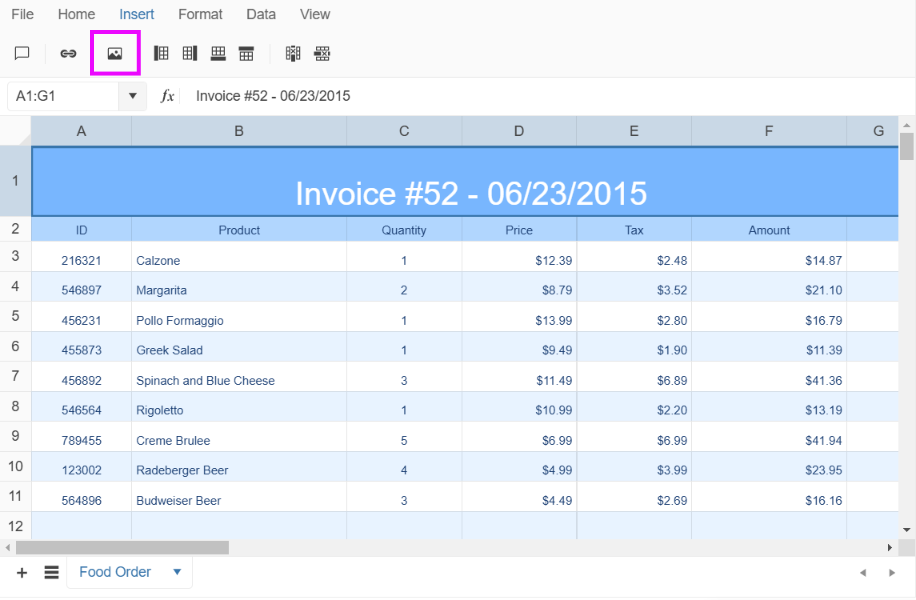 File Home Insert Format Data View
A1:G1 fx Invoice #52 - 06/23/2015
A B C D E F G
1 Invoice #52 - 06/23/2015
2 ID Product Quantity Price Tax Amount
3 216321 Calzone 1 $12.39 $2.48 $14.87
4 546897 Margarita 2 $8.79 $3.52 $21.10
5 456231 Pollo Formaggio 1 $13.99 $2.80 $16.79
6 455873 Greek Salad 1 $9.49 $1.90 $11.39
7 456892 Spinach and Blue Cheese 3 $11.49 $6.89 $41.36
8 546564 Rigoletto 1 $10.99 $2.20 $13.19
9 789455 Creme Brulee 5 $6.99 $6.99 $41.94
10 123002 Radeberger Beer 4 $4.99 $3.99 $23.95
11 564896 Budweiser Beer 3 $4.49 $2.69 $16.16
12
Food Order